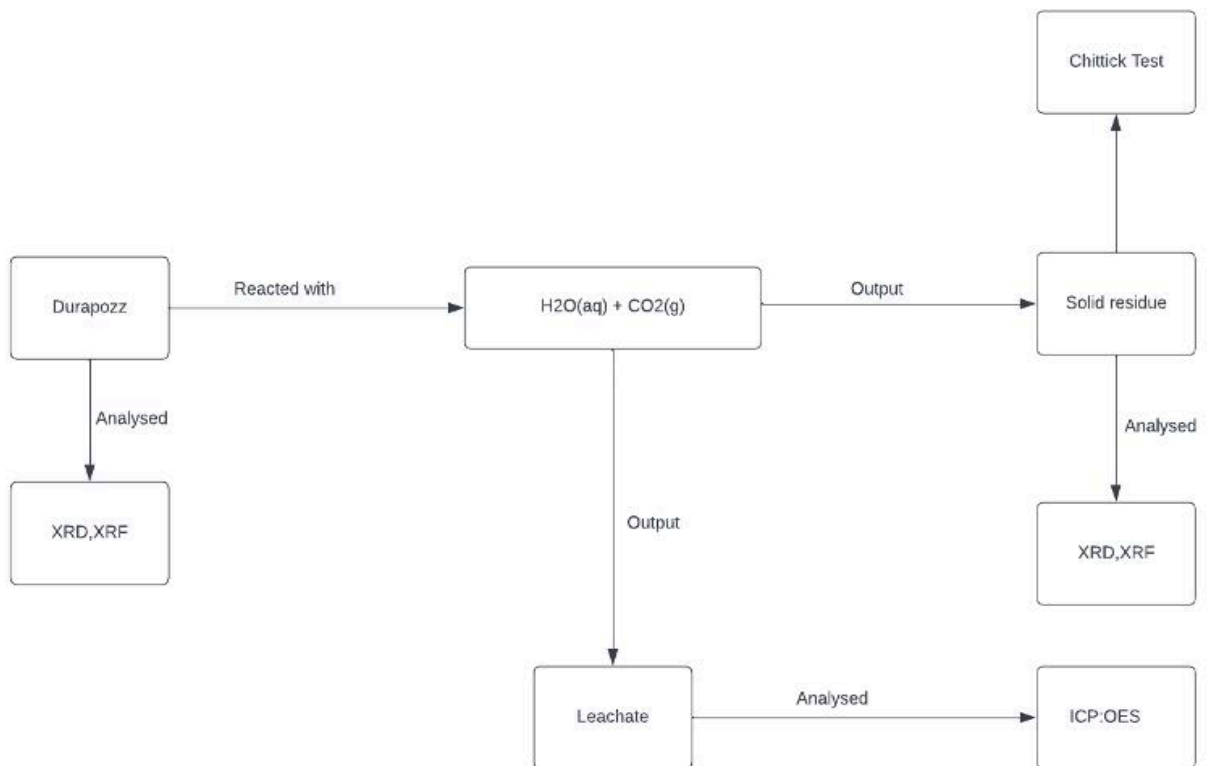 Chittick Test
Durapozz
Reacted with
H2O(aq) + CO2(g)
Output
Solid residue
Analysed
XRD,XRF
Analysed
XRD,XRF
Output
Leachate
Analysed
ICP:OES